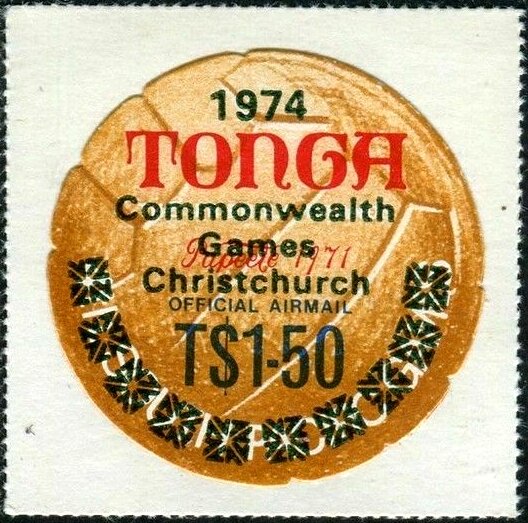 1974
TONGA
Commonwealth
Games
Papeete 1971
Christchurch
OFFICIAL AIRMAIL
T$1·50